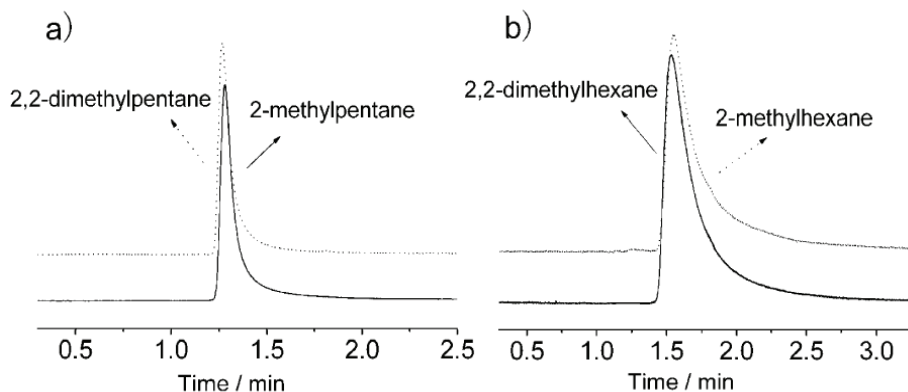 a)
2,2-dimethylpentane
2-methylpentane
0.5 1.0 1.5 2.0 2.5
Time / min
b)
2,2-dimethylhexane
2-methylhexane
0.5 1.0 1.5 2.0 2.5 3.0
Time / min